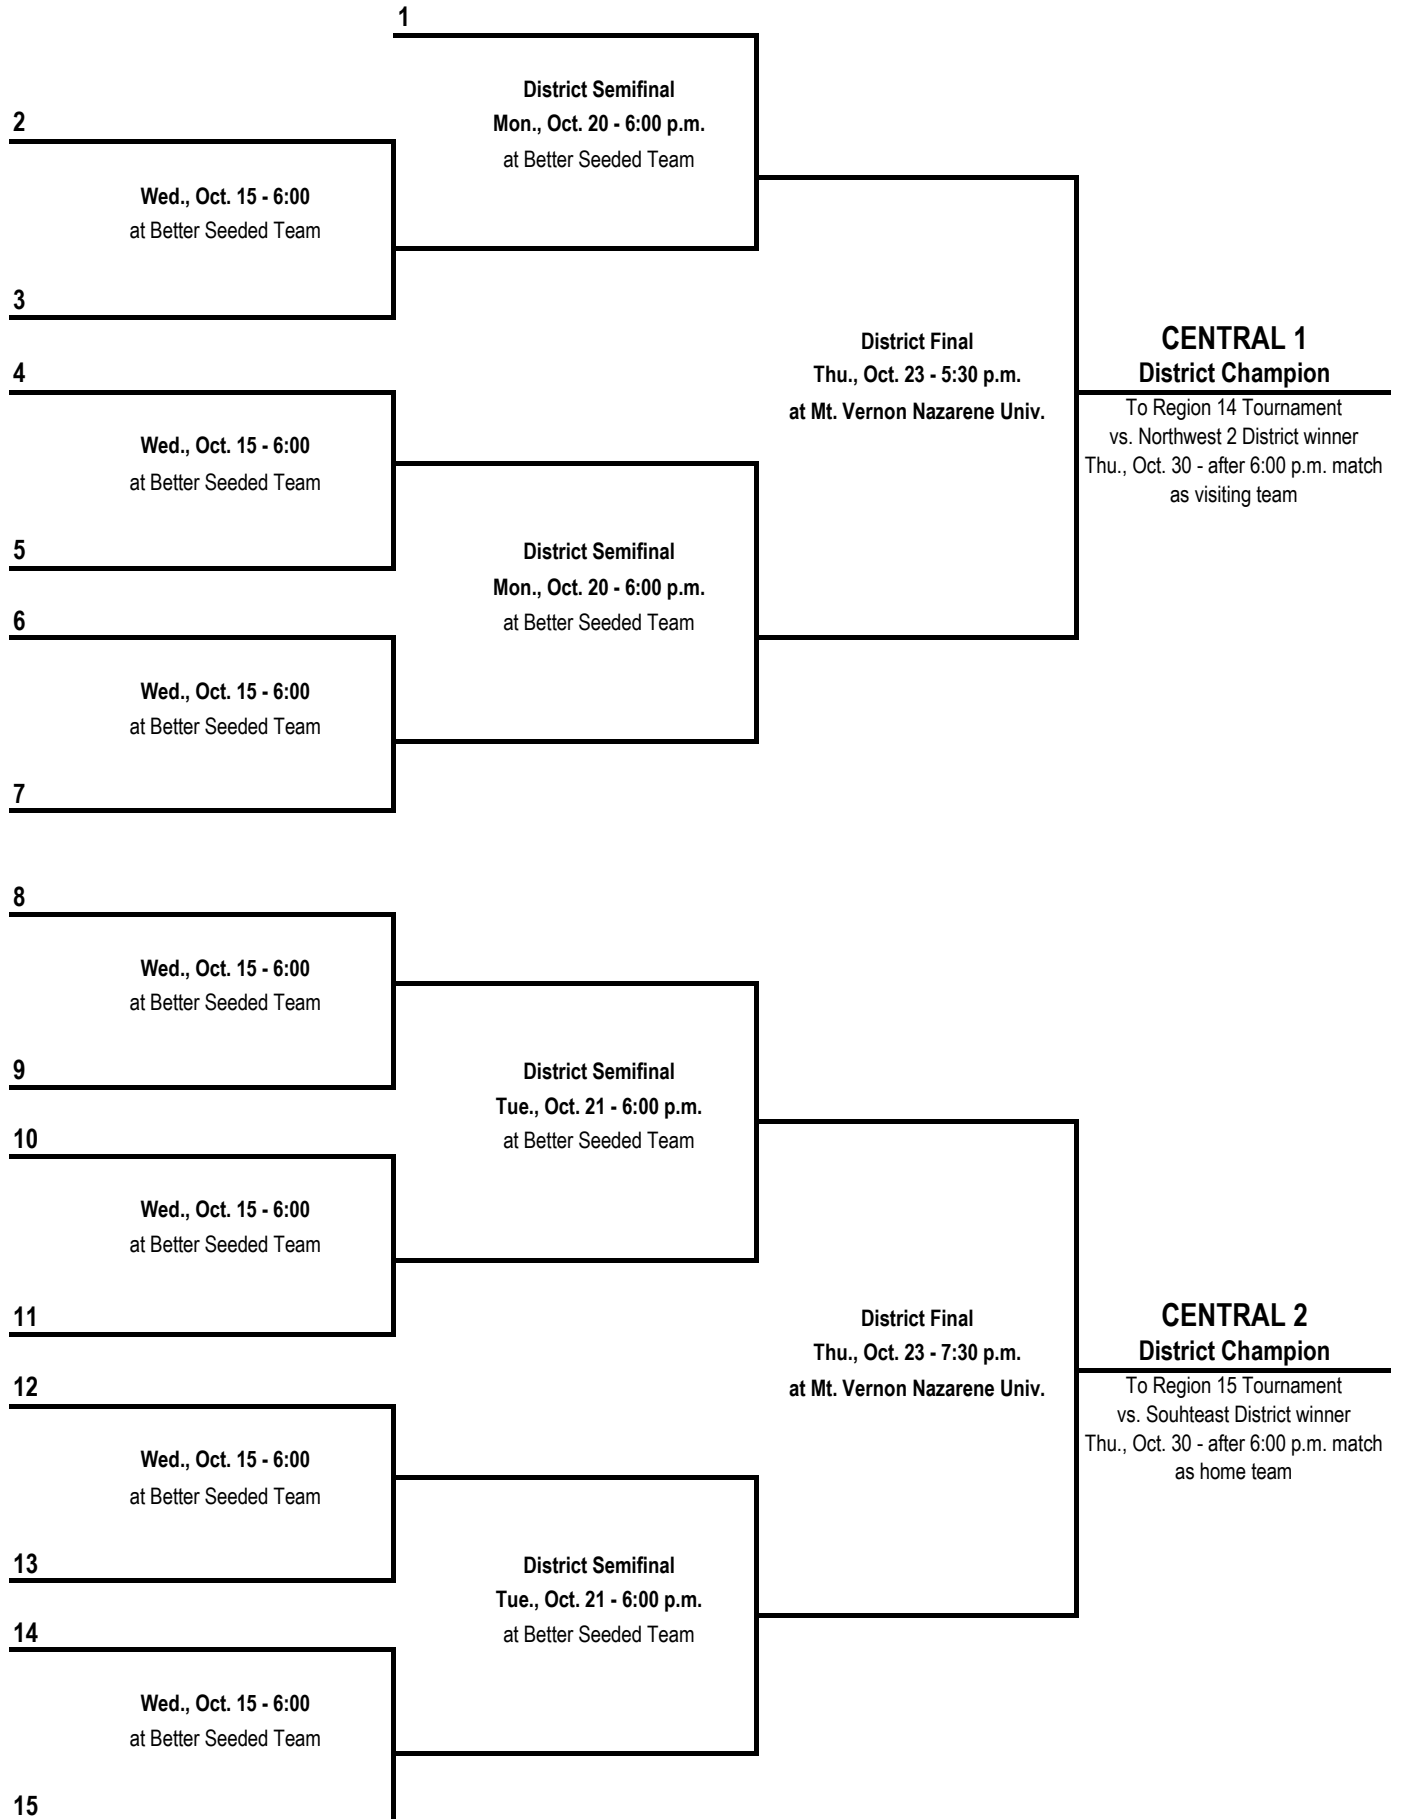 1
District Semifinal
2
Mon., Oct. 20 - 6:00 p.m.
at Better Seeded Team
Wed., Oct. 15 - 6:00
at Better Seeded Team
3
District Final
CENTRAL 1
4
Thu., Oct. 23 - 5:30 p.m.
District Champion
at Mt. Vernon Nazarene Univ.
To Region 14 Tournament
Wed., Oct. 15 - 6:00
vs. Northwest 2 District winner
at Better Seeded Team
Thu., Oct. 30 - after 6:00 p.m. match
as visiting team
5
District Semifinal
Mon., Oct. 20 - 6:00 p.m.
6
at Better Seeded Team
Wed., Oct. 15 - 6:00
at Better Seeded Team
7
8
Wed., Oct. 15 - 6:00
at Better Seeded Team
9
District Semifinal
Tue., Oct. 21 - 6:00 p.m.
10
at Better Seeded Team
Wed., Oct. 15 - 6:00
at Better Seeded Team
11
District Final
CENTRAL 2
Thu., Oct. 23 - 7:30 p.m.
District Champion
12
at Mt. Vernon Nazarene Univ.
To Region 15 Tournament
vs. Souhteast District winner
Wed., Oct. 15 - 6:00
Thu., Oct. 30 - after 6:00 p.m. match
at Better Seeded Team
as home team
13
District Semifinal
Tue., Oct. 21 - 6:00 p.m.
14
at Better Seeded Team
Wed., Oct. 15 - 6:00
at Better Seeded Team
15